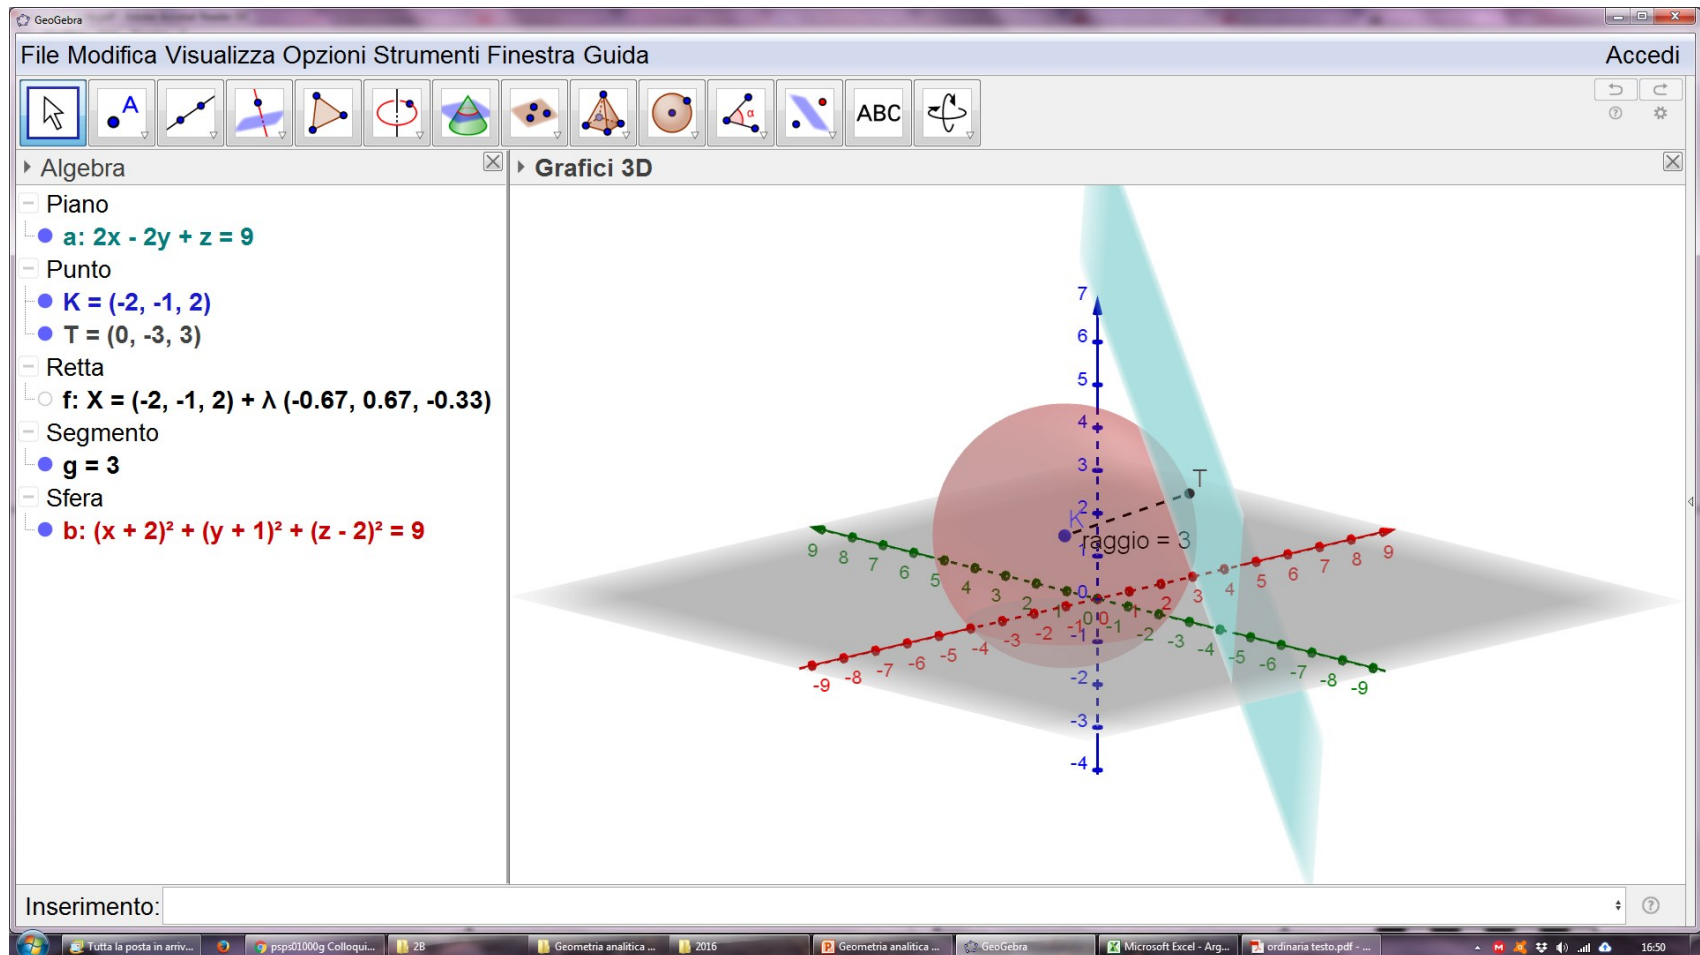 GeoGebra
File Modifica Visualizza Opzioni Strumenti Finestra Guida
Accedi
A
α
ABC
Algebra
Grafici 3D
Piano
a: 2x - 2y + z = 9
Punto
K = (-2, -1, 2)
T = (0, -3, 3)
Retta
f: X = (-2, -1, 2) + λ (-0.67, 0.67, -0.33)
Segmento
g = 3
Sfera
b: (x + 2)² + (y + 1)² + (z - 2)² = 9
7
6
5
4
3
2
1
0
-1
-2
-3
-4
9 8 7 6 5 4 3 2 1 0 -1 -2 -3 -4 -5 -6 -7 -8 -9
-9 -8 -7 -6 -5 -4 -3 -2 -1 0 1 2 3 4 5 6 7 8 9
T
K
raggio = 3
Inserimento:
Tutta la posta in arriv...
psps01000g Colloqui...
2B
Geometria analitica ...
2016
Geometria analitica ...
GeoGebra
Microsoft Excel - Arg...
ordinaria testo.pdf - ...
16:50